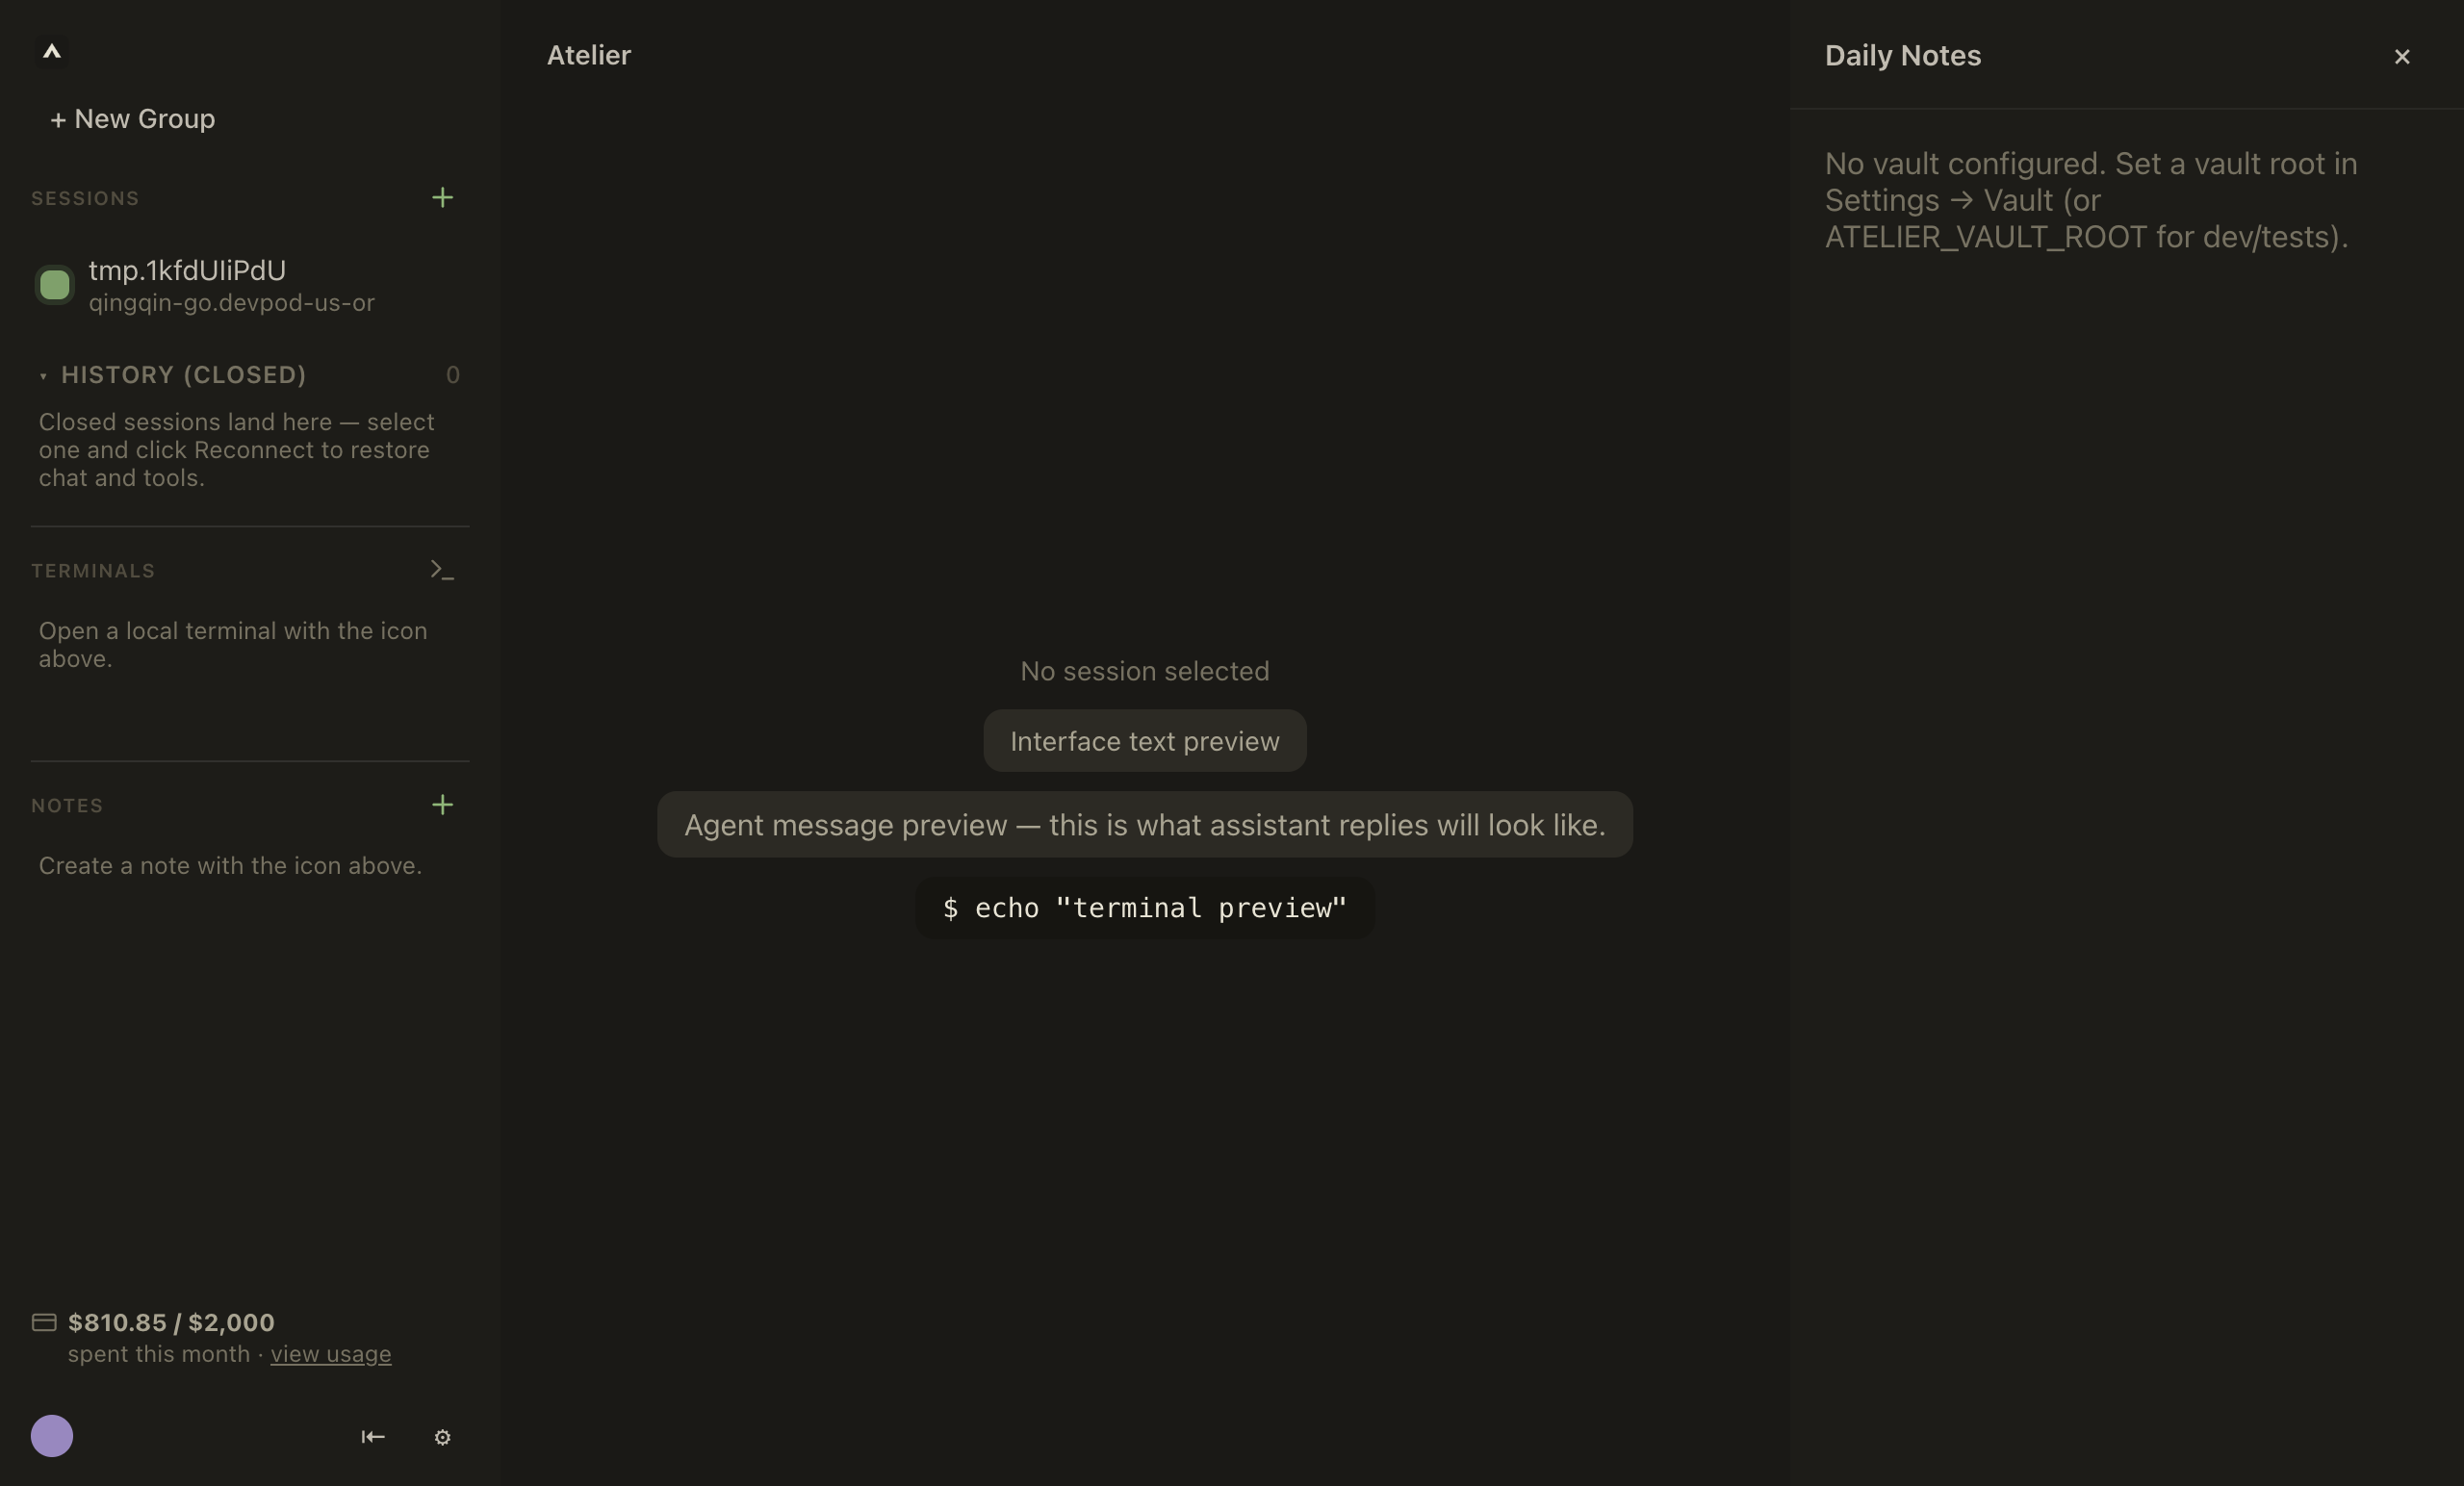 + New Group
SESSIONS
tmp.1kfdUIiPdU
qingqin-go.devpod-us-or
HISTORY (CLOSED) 0
Closed sessions land here — select
one and click Reconnect to restore
chat and tools.
TERMINALS
Open a local terminal with the icon
above.
NOTES
Create a note with the icon above.
$810.85 / $2,000
spent this month · view usage
Atelier
No session selected
Interface text preview
Agent message preview — this is what assistant replies will look like.
$ echo "terminal preview"
Daily Notes
No vault configured. Set a vault root in
Settings → Vault (or
ATELIER_VAULT_ROOT for dev/tests).